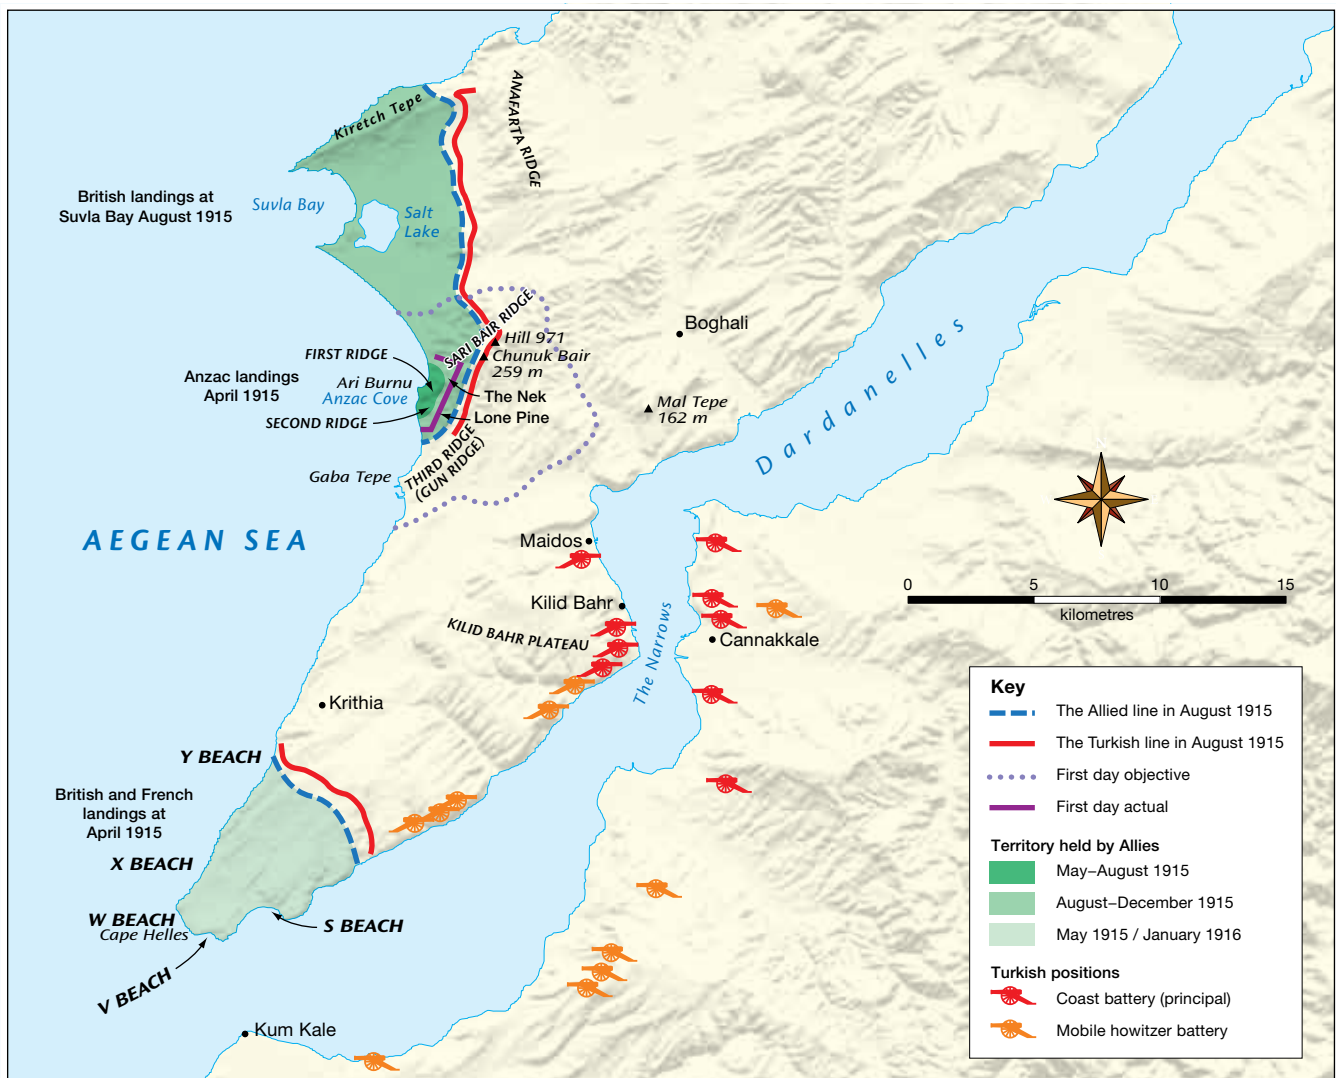 Kiretch Tepe
ANAFARTA RIDGE
British landings at
Suvla Bay August 1915
Suvla Bay
Salt
Lake
SARI BAIR RIDGE
Hill 971
Chunuk Bair
259 m
Boghali
FIRST RIDGE
Anzac landings
April 1915
Ari Burnu
Anzac Cove
The Nek
Lone Pine
SECOND RIDGE
Mal Tepe
162 m
THIRD RIDGE
(GUN RIDGE)
Gaba Tepe
Dardanelles
AEGEAN SEA
Maidos
Kilid Bahr
KILID BAHR PLATEAU
The Narrows
Cannakkale
0 5 10 15
kilometres
Krithia
Y BEACH
British and French
landings at
April 1915
X BEACH
W BEACH
Cape Helles
S BEACH
V BEACH
Kum Kale
Key
The Allied line in August 1915
The Turkish line in August 1915
First day objective
First day actual
Territory held by Allies
May–August 1915
August–December 1915
May 1915 / January 1916
Turkish positions
Coast battery (principal)
Mobile howitzer battery